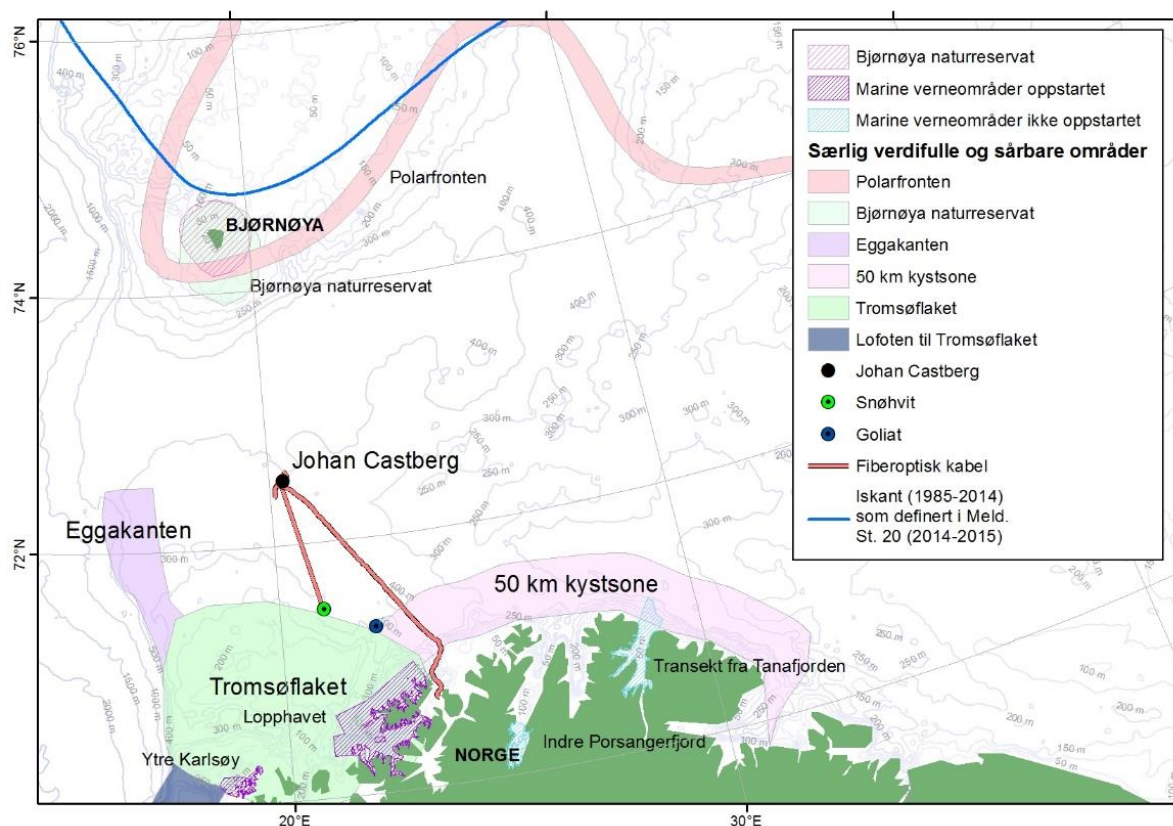 76°N
74°N
72°N
20°E
30°E
Polarfronten
BJØRNØYA
Bjørnøya naturreservat
Johan Castberg
Eggakanten
50 km kystsone
Tromsøflaket
Lopphavet
Transekt fra Tanafjorden
Ytre Karlsøy
NORGE
Indre Porsangerfjord
Bjørnøya naturreservat
Marine verneområder oppstartet
Marine verneområder ikke oppstartet
Særlig verdifulle og sårbare områder
Polarfronten
Bjørnøya naturreservat
Eggakanten
50 km kystsone
Tromsøflaket
Lofoten til Tromsøflaket
Johan Castberg
Snøhvit
Goliat
Fiberoptisk kabel
Iskant (1985-2014)
som definert i Meld.
St. 20 (2014-2015)